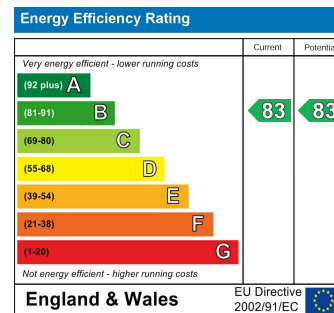 Energy Efficiency Rating
Current Potentia
Very energy efficient - lower running costs
(92 plus) A
(81-91) B
83 83
(69-80) C
(55-68) D
(39-54) E
(21-38) F
(1-20) G
Not energy efficient - higher running costs
England & Wales
EU Directive
2002/91/EC